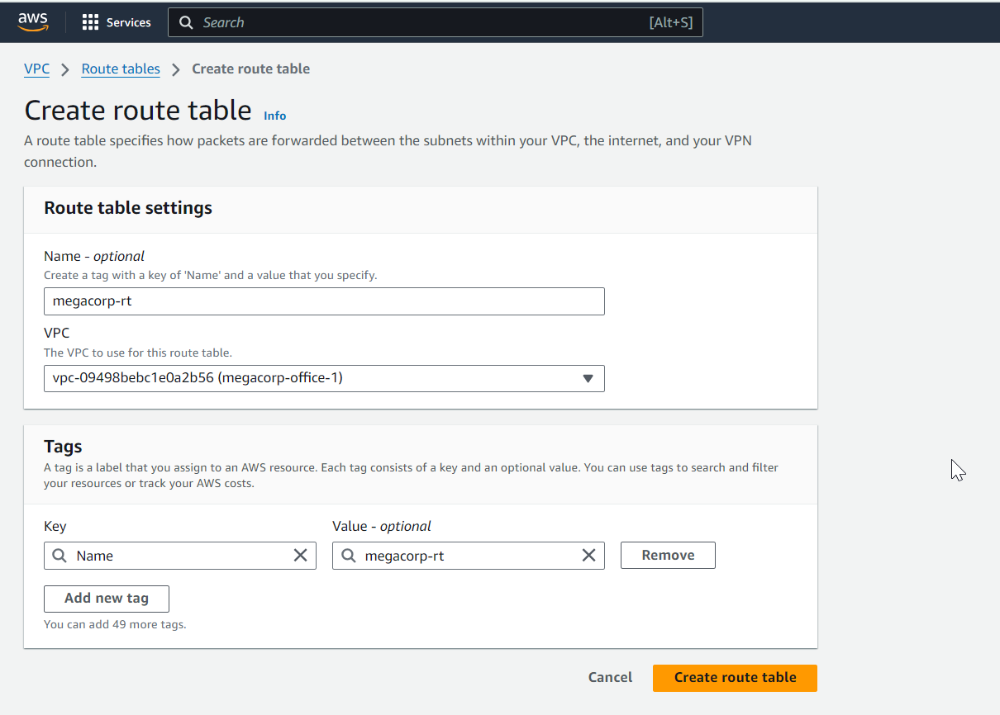 aws Services Search [Alt+S]
VPC Route tables Create route table
Create route table Info
A route table specifies how packets are forwarded between the subnets within your VPC, the internet, and your VPN
connection.
Route table settings
Name - optional
Create a tag with a key of 'Name' and a value that you specify.
megacorp-rt
VPC
The VPC to use for this route table.
vpc-09498bebc1e0a2b56 (megacorp-office-1)
Tags
A tag is a label that you assign to an AWS resource. Each tag consists of a key and an optional value. You can use tags to search and filter
your resources or track your AWS costs.
Key Value - optional
Name megacorp-rt Remove
Add new tag
You can add 49 more tags.
Cancel Create route table